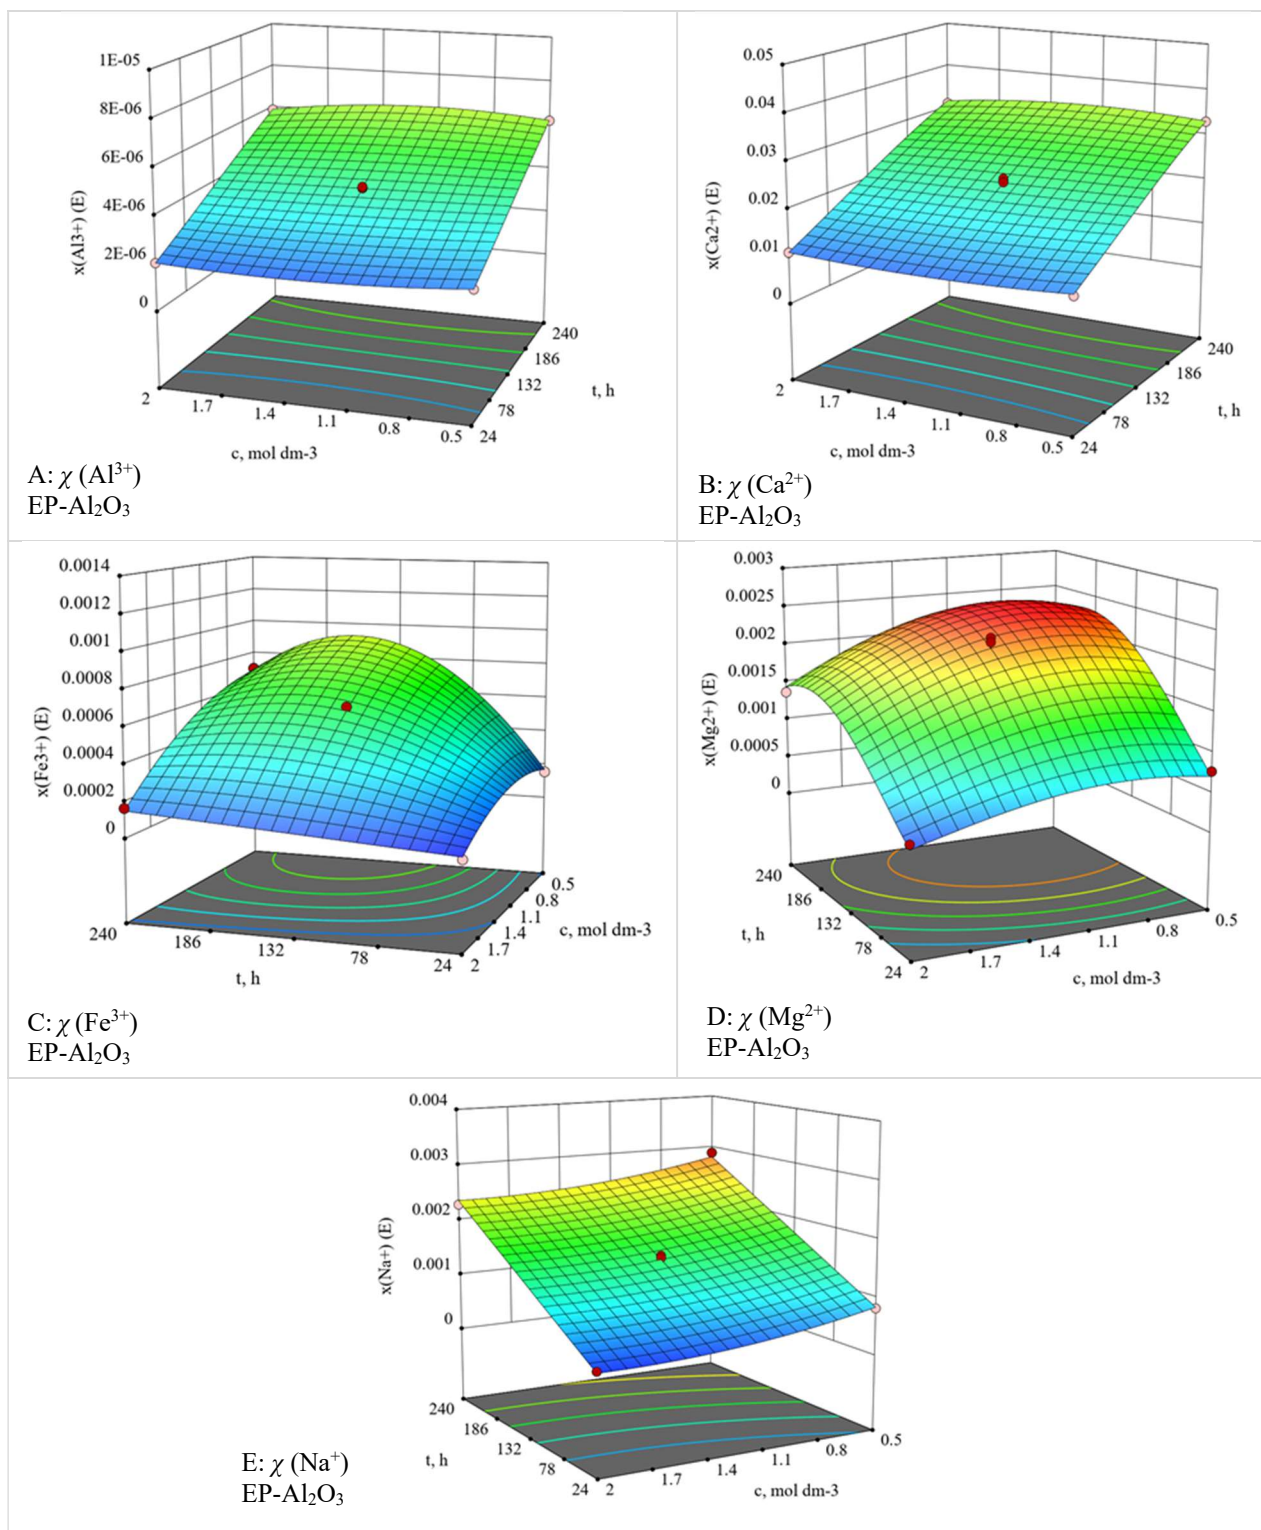 1E-05
8E-06
6E-06
4E-06
2E-06
0
x(Al3+) (E)
2
1.7
1.4
1.1
0.8
0.5
c, mol dm-3
24
78
132
186
240
t, h
A: χ (Al³⁺)
EP-Al₂O₃
0.05
0.04
0.03
0.02
0.01
0
x(Ca2+) (E)
2
1.7
1.4
1.1
0.8
0.5
c, mol dm-3
24
78
132
186
240
t, h
B: χ (Ca²⁺)
EP-Al₂O₃
0.0014
0.0012
0.001
0.0008
0.0006
0.0004
0.0002
0
x(Fe3+) (E)
240
186
132
78
24
t, h
2
1.7
1.4
1.1
0.8
0.5
c, mol dm-3
C: χ (Fe³⁺)
EP-Al₂O₃
0.003
0.0025
0.002
0.0015
0.001
0.0005
0
x(Mg2+) (E)
240
186
132
78
24
t, h
2
1.7
1.4
1.1
0.8
0.5
c, mol dm-3
D: χ (Mg²⁺)
EP-Al₂O₃
0.004
0.003
0.002
0.001
0
x(Na+) (E)
240
186
132
78
24
t, h
2
1.7
1.4
1.1
0.8
0.5
c, mol dm-3
E: χ (Na⁺)
EP-Al₂O₃